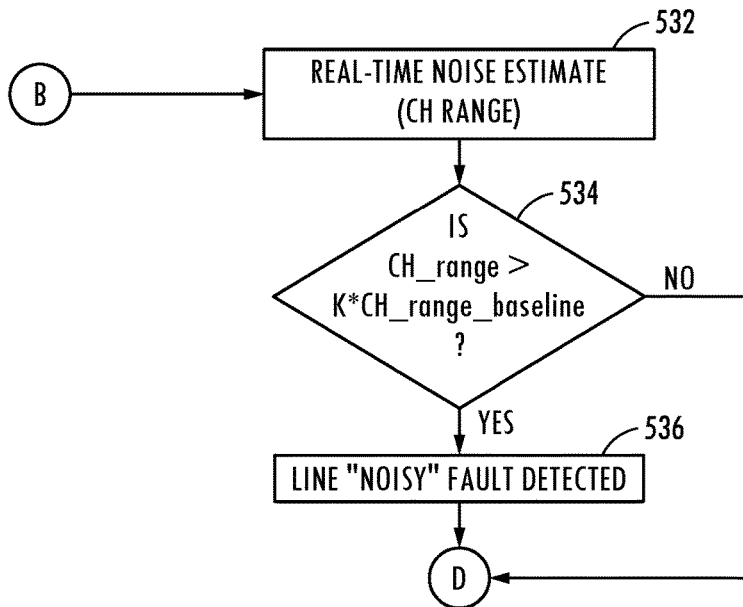 532
B
REAL-TIME NOISE ESTIMATE
(CH RANGE)
534
IS
CH_range >
K*CH_range_baseline
?
NO
YES
536
LINE "NOISY" FAULT DETECTED
D